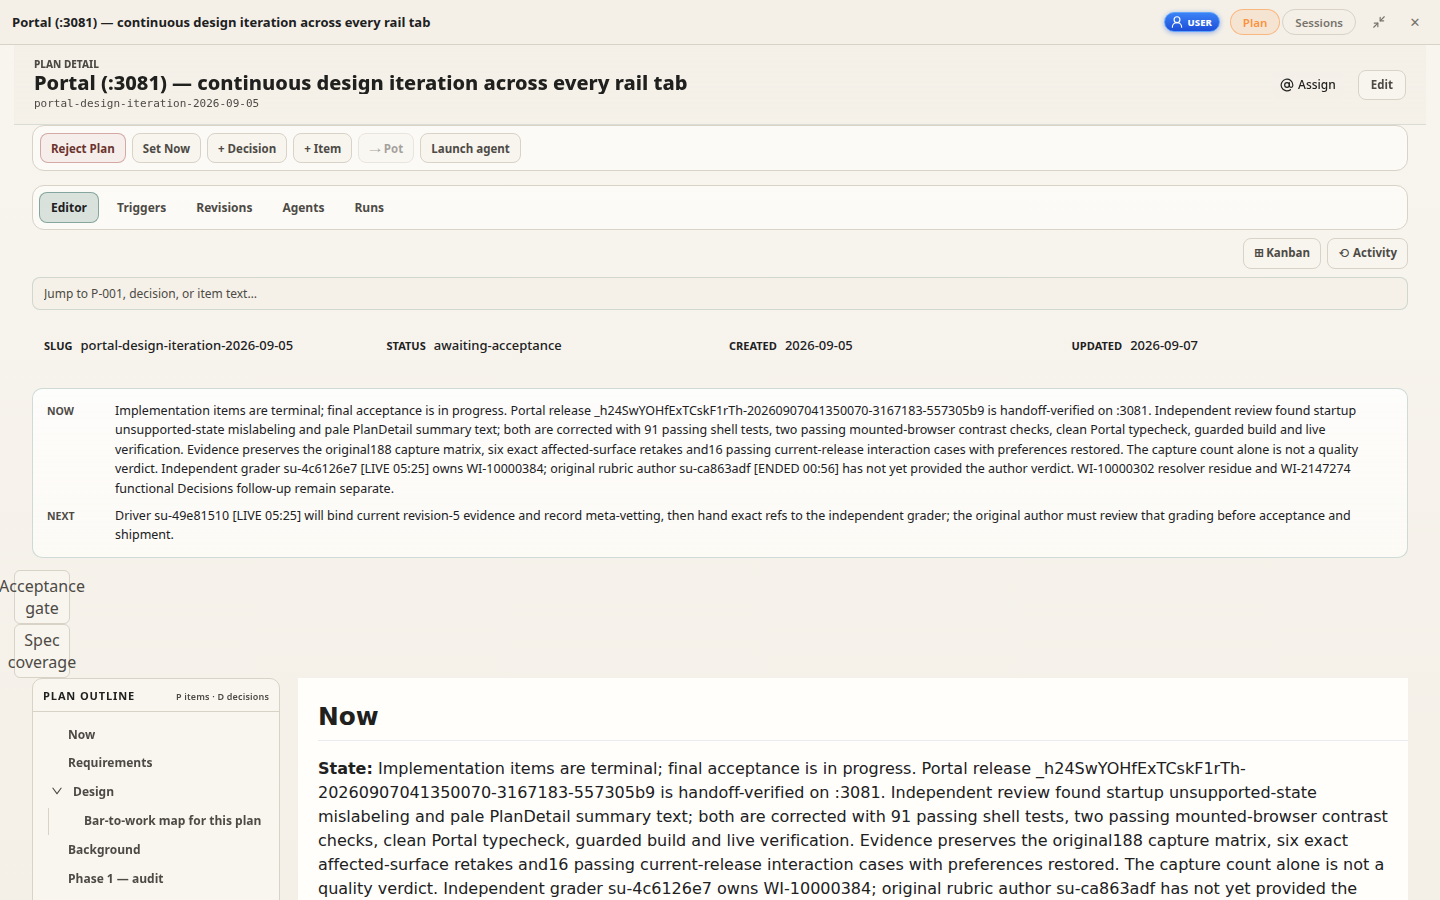 Portal (:3081) — continuous design iteration across every rail tab
USER
Plan
Sessions
PLAN DETAIL
Portal (:3081) — continuous design iteration across every rail tab
portal-design-iteration-2026-09-05
@ Assign
Edit
Reject Plan
Set Now
+ Decision
+ Item
→ Pot
Launch agent
Editor
Triggers
Revisions
Agents
Runs
⊞ Kanban
⟲ Activity
Jump to P-001, decision, or item text...
SLUG portal-design-iteration-2026-09-05
STATUS awaiting-acceptance
CREATED 2026-09-05
UPDATED 2026-09-07
NOW
Implementation items are terminal; final acceptance is in progress. Portal release _h24SwYOHfExTCskF1rTh-20260907041350070-3167183-557305b9 is handoff-verified on :3081. Independent review found startup
unsupported-state mislabeling and pale PlanDetail summary text; both are corrected with 91 passing shell tests, two passing mounted-browser contrast checks, clean Portal typecheck, guarded build and live
verification. Evidence preserves the original188 capture matrix, six exact affected-surface retakes and16 passing current-release interaction cases with preferences restored. The capture count alone is not a quality
verdict. Independent grader su-4c6126e7 [LIVE 05:25] owns WI-10000384; original rubric author su-ca863adf [ENDED 00:56] has not yet provided the author verdict. WI-10000302 resolver residue and WI-2147274
functional Decisions follow-up remain separate.
NEXT
Driver su-49e81510 [LIVE 05:25] will bind current revision-5 evidence and record meta-vetting, then hand exact refs to the independent grader; the original author must review that grading before acceptance and
shipment.
Acceptance
gate
Spec
coverage
PLAN OUTLINE
P items · D decisions
Now
Requirements
Design
Bar-to-work map for this plan
Background
Phase 1 — audit
Now
State: Implementation items are terminal; final acceptance is in progress. Portal release _h24SwYOHfExTCskF1rTh-
20260907041350070-3167183-557305b9 is handoff-verified on :3081. Independent review found startup unsupported-state
mislabeling and pale PlanDetail summary text; both are corrected with 91 passing shell tests, two passing mounted-browser contrast
checks, clean Portal typecheck, guarded build and live verification. Evidence preserves the original188 capture matrix, six exact
affected-surface retakes and16 passing current-release interaction cases with preferences restored. The capture count alone is not a
quality verdict. Independent grader su-4c6126e7 owns WI-10000384; original rubric author su-ca863adf has not yet provided the